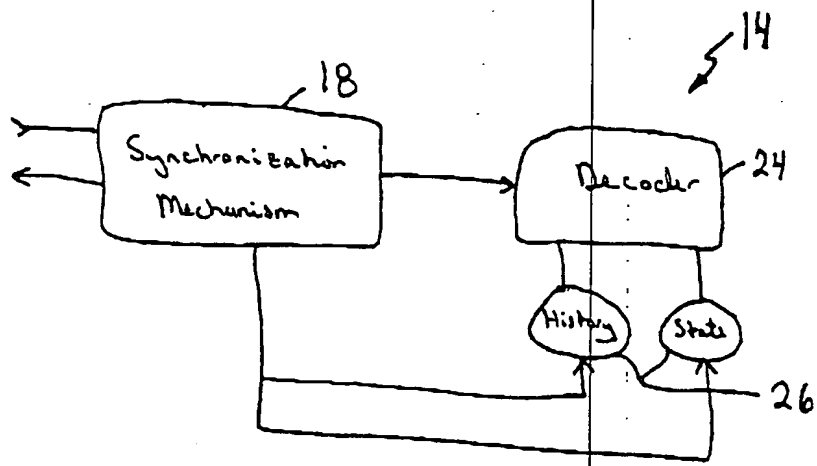 14
18
Synchronization
Mechanism
Decoder
24
History
State
26